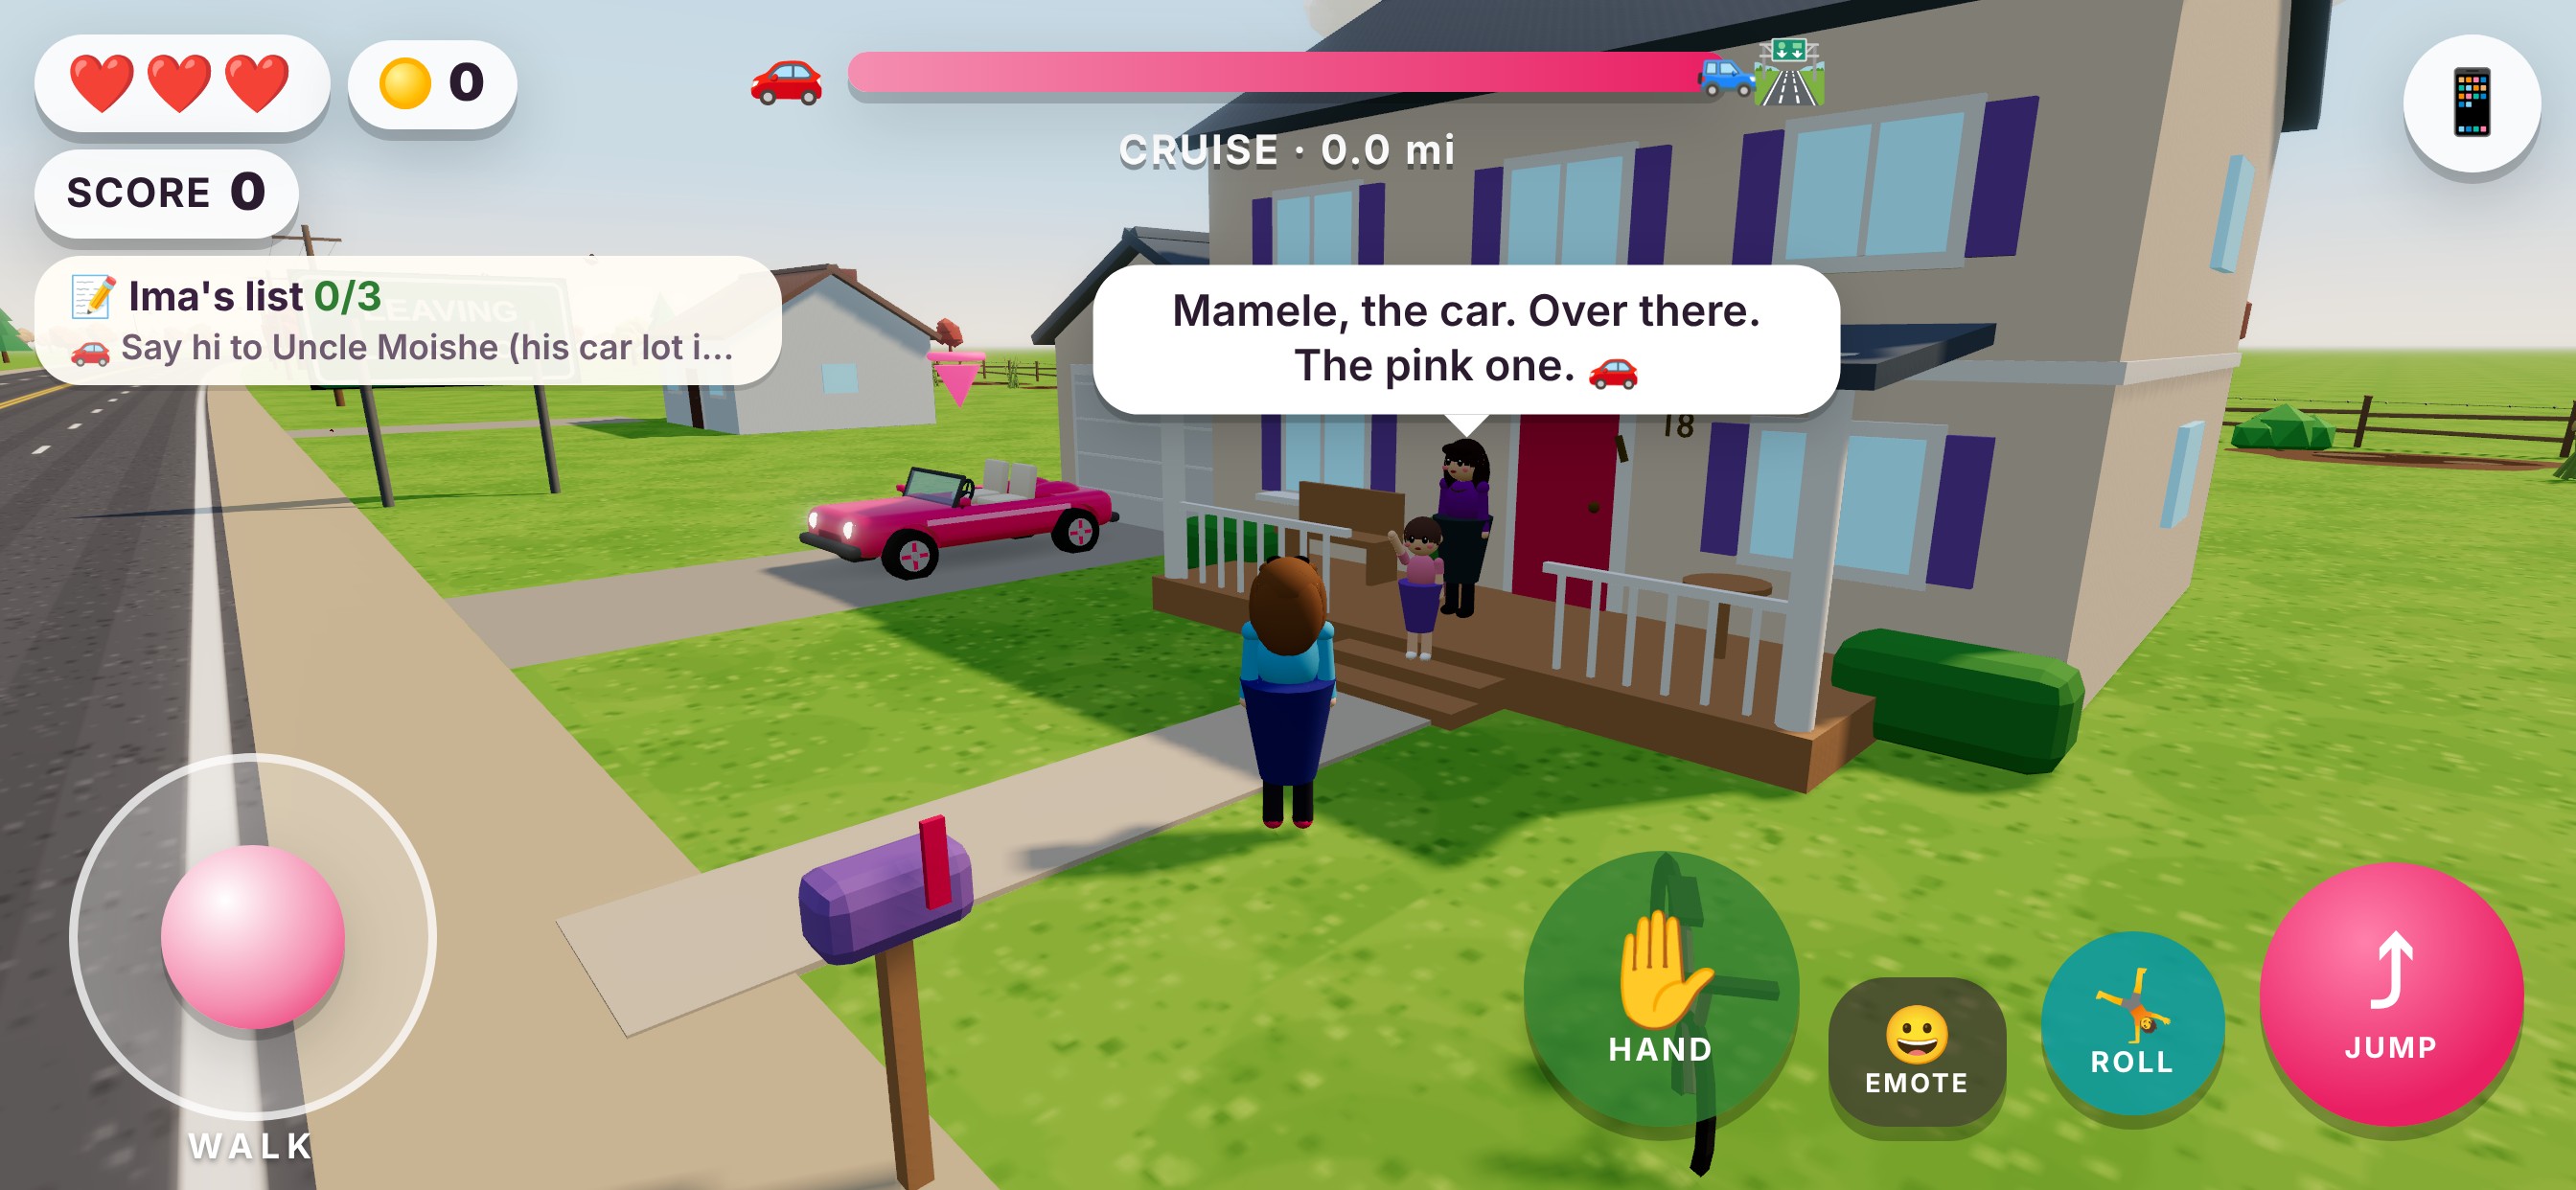 0
CRUISE · 0.0 mi
SCORE 0
Ima's list 0/3
Say hi to Uncle Moishe (his car lot i...
LEAVING
Mamele, the car. Over there.
The pink one.
18
HAND
EMOTE
ROLL
JUMP
WALK